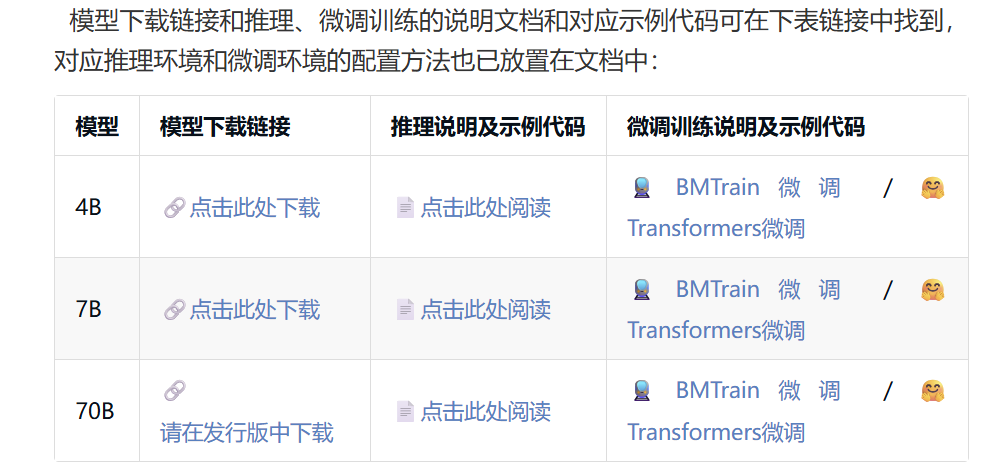 模型下载链接和推理、微调训练的说明文档和对应示例代码可在下表链接中找到，
对应推理环境和微调环境的配置方法也已放置在文档中：
模型 模型下载链接 推理说明及示例代码 微调训练说明及示例代码
4B 🔗点击此处下载 📄点击此处阅读 🚇 BMTrain 微 调 / 🤗
Transformers微调
7B 🔗点击此处下载 📄点击此处阅读 🚇 BMTrain 微 调 / 🤗
Transformers微调
70B 🔗
请在发行版中下载 📄点击此处阅读 🚇 BMTrain 微 调 / 🤗
Transformers微调